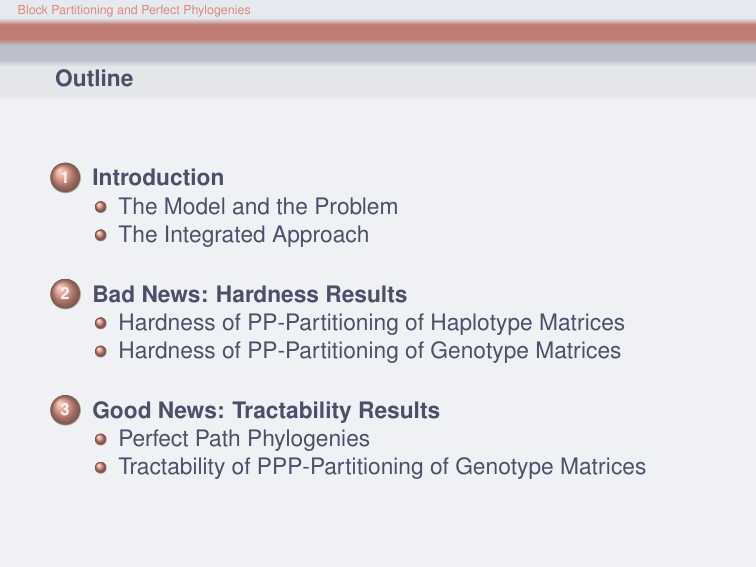 Block Partitioning and Perfect Phylogenies
Outline
1 Introduction
The Model and the Problem
The Integrated Approach
2 Bad News: Hardness Results
Hardness of PP-Partitioning of Haplotype Matrices
Hardness of PP-Partitioning of Genotype Matrices
3 Good News: Tractability Results
Perfect Path Phylogenies
Tractability of PPP-Partitioning of Genotype Matrices